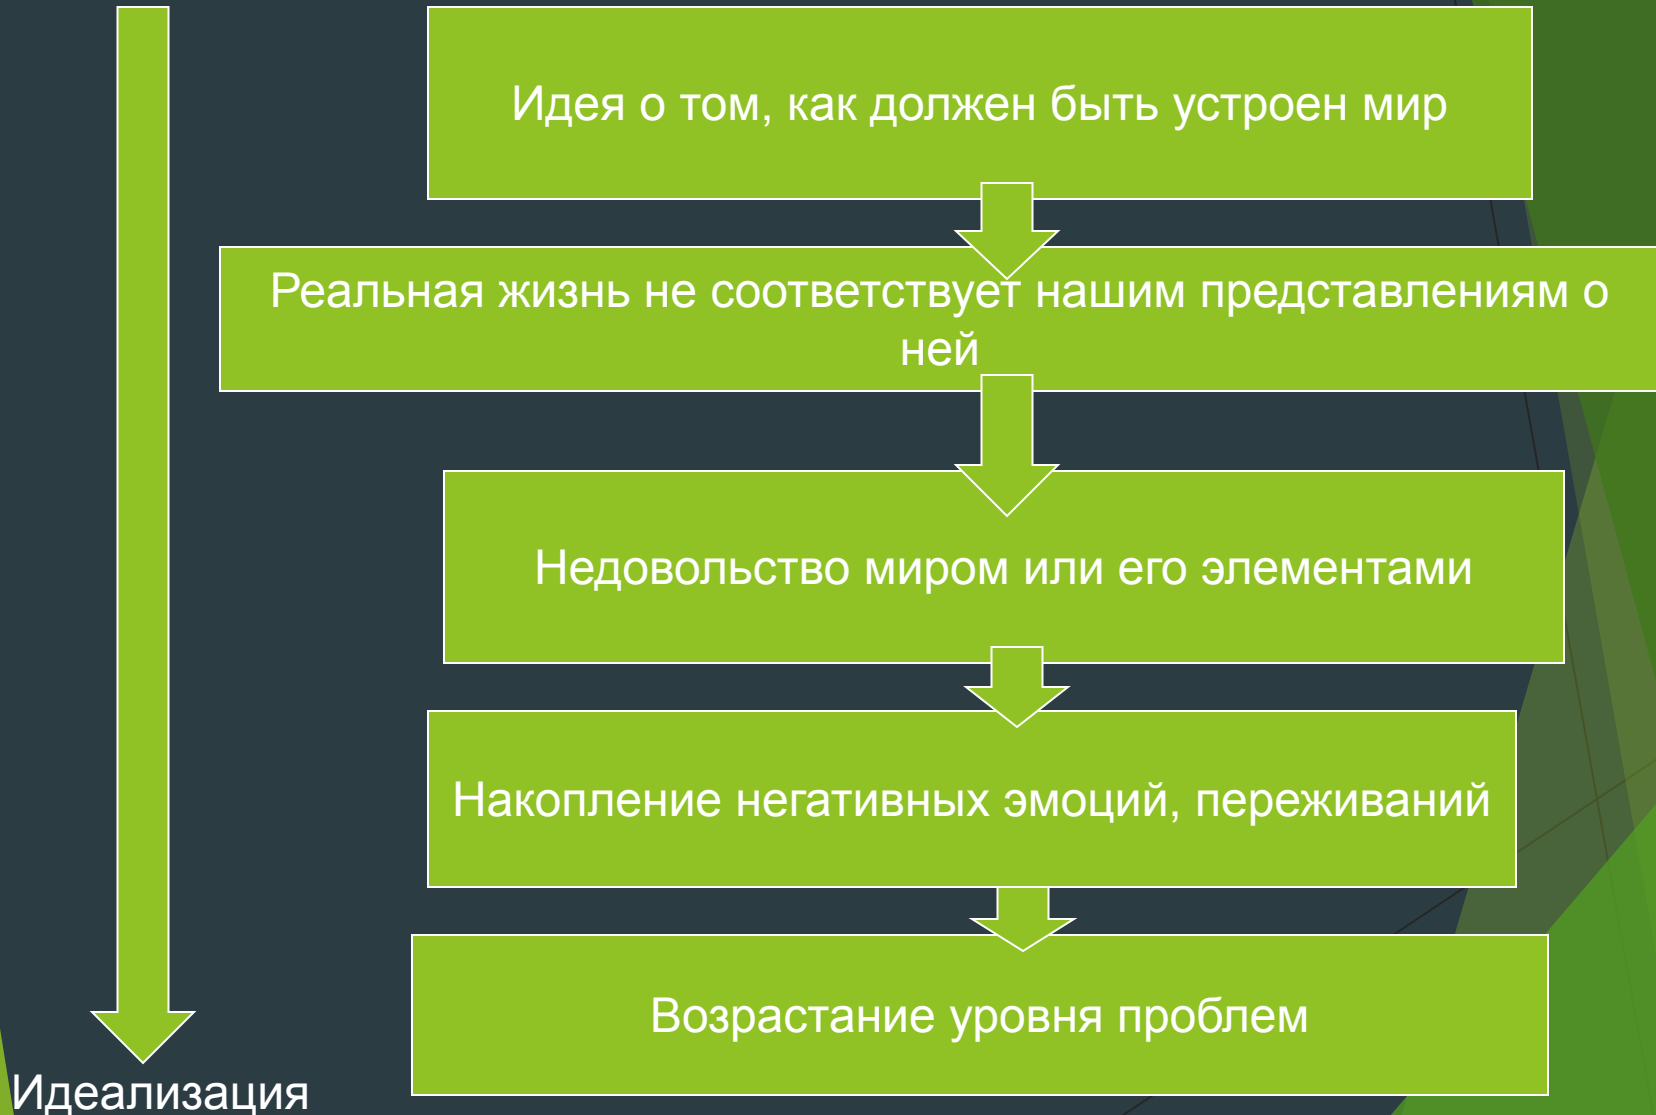 Идея о том, как должен быть устроен мир
Реальная жизнь не соответствует нашим представлениям о
ней
Недовольство миром или его элементами
Накопление негативных эмоций, переживаний
Возрастание уровня проблем
Идеализация